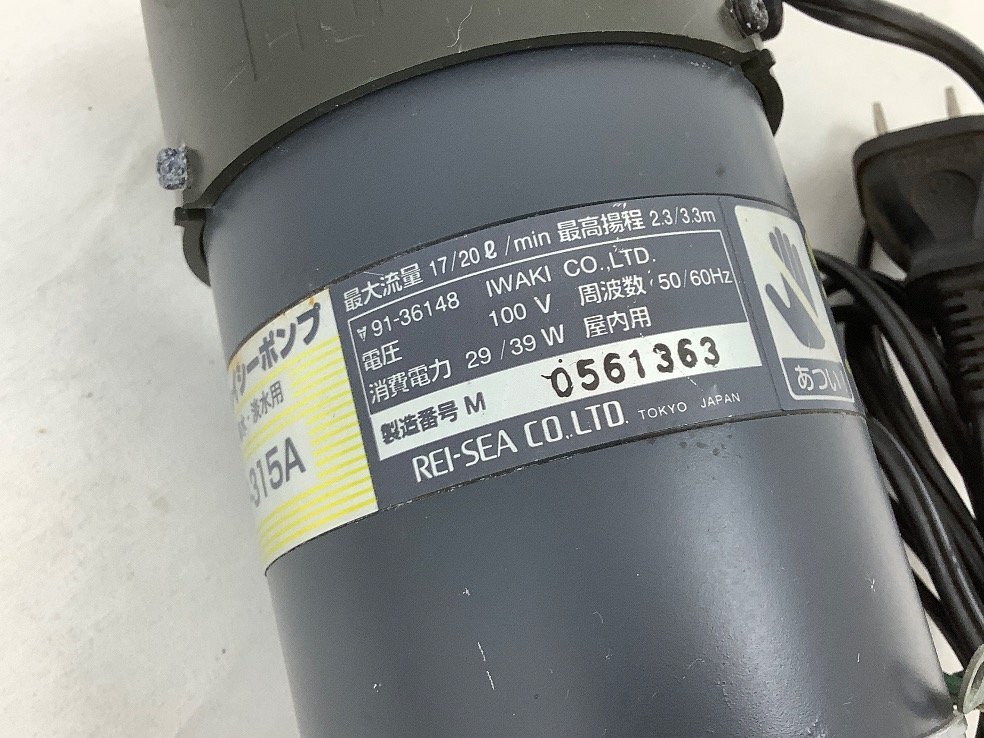 イシーポンプ
水・淡水用
315A
最大流量 17/20ℓ/min 最高揚程 2.3/3.3m
91-36148 IWAKI CO.,LTD.
電圧 100 V 周波数 50/60Hz
消費電力 29/39 W 屋内用
製造番号 M 0561363
REI-SEA CO.,LTD. TOKYO JAPAN
あつい